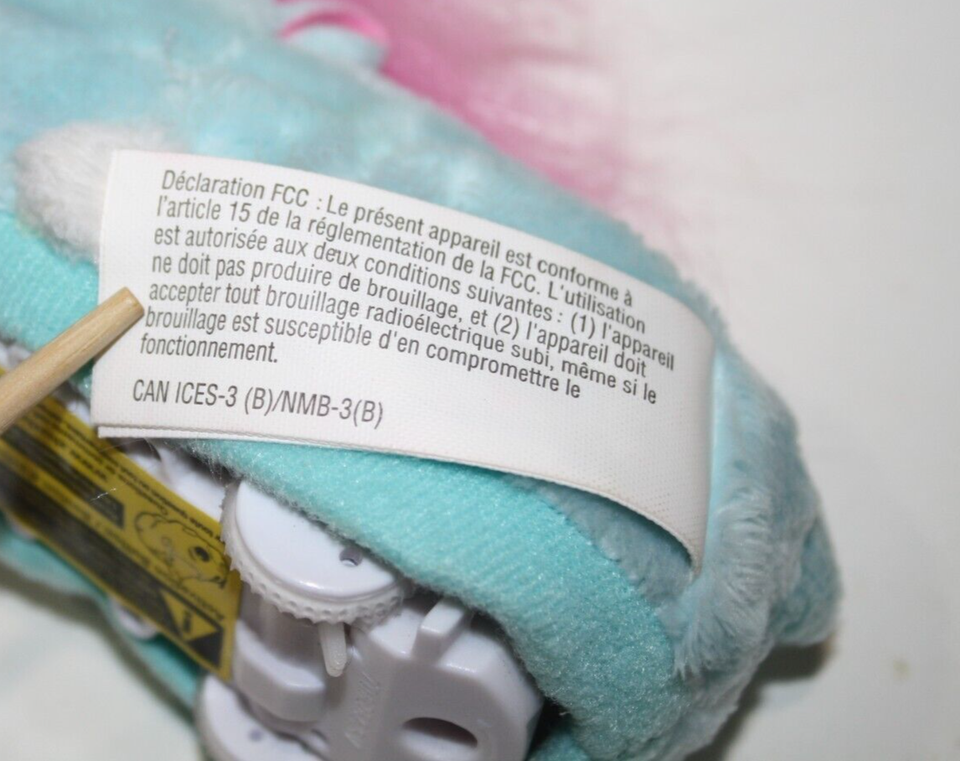 Déclaration FCC : Le présent appareil est conforme à
l'article 15 de la réglementation de la FCC. L'utilisation
est autorisée aux deux conditions suivantes : (1) l'appareil
ne doit pas produire de brouillage, et (2) l'appareil doit
accepter tout brouillage radioélectrique subi, même si le
brouillage est susceptible d'en compromettre le
fonctionnement.
CAN ICES-3 (B)/NMB-3(B)